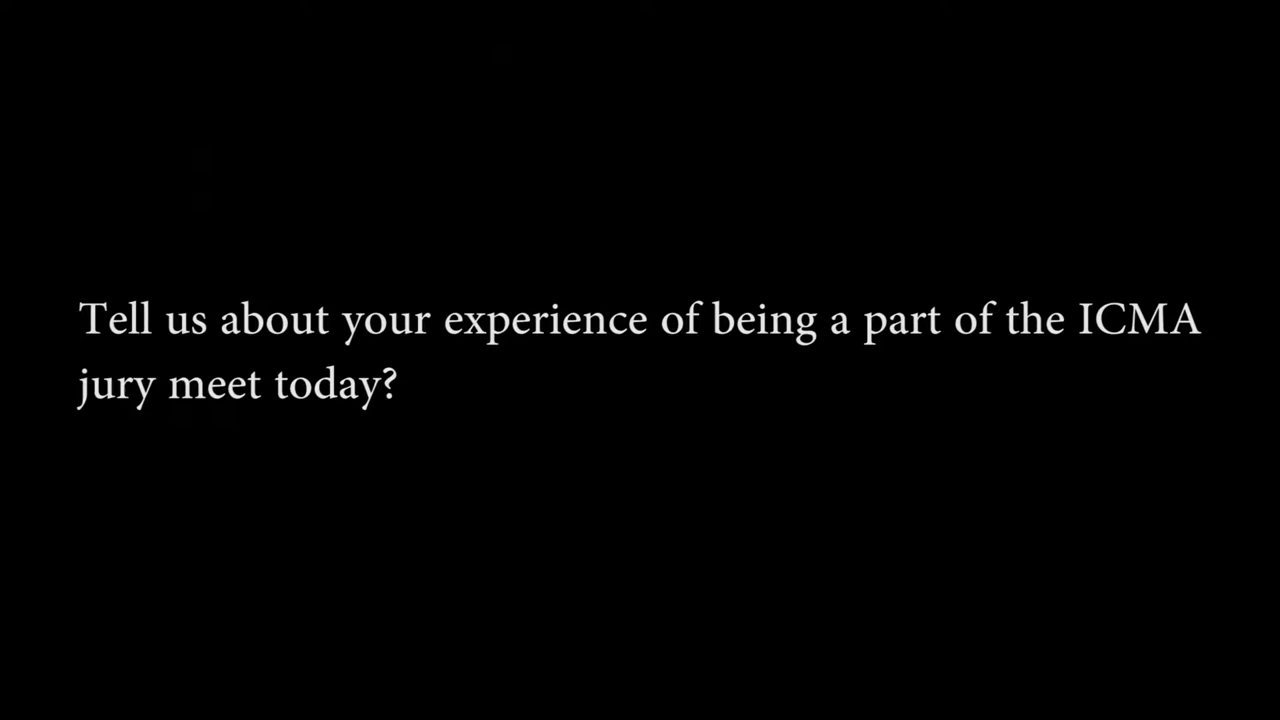 Tell us about your experience of being a part of the ICMA
jury meet today?